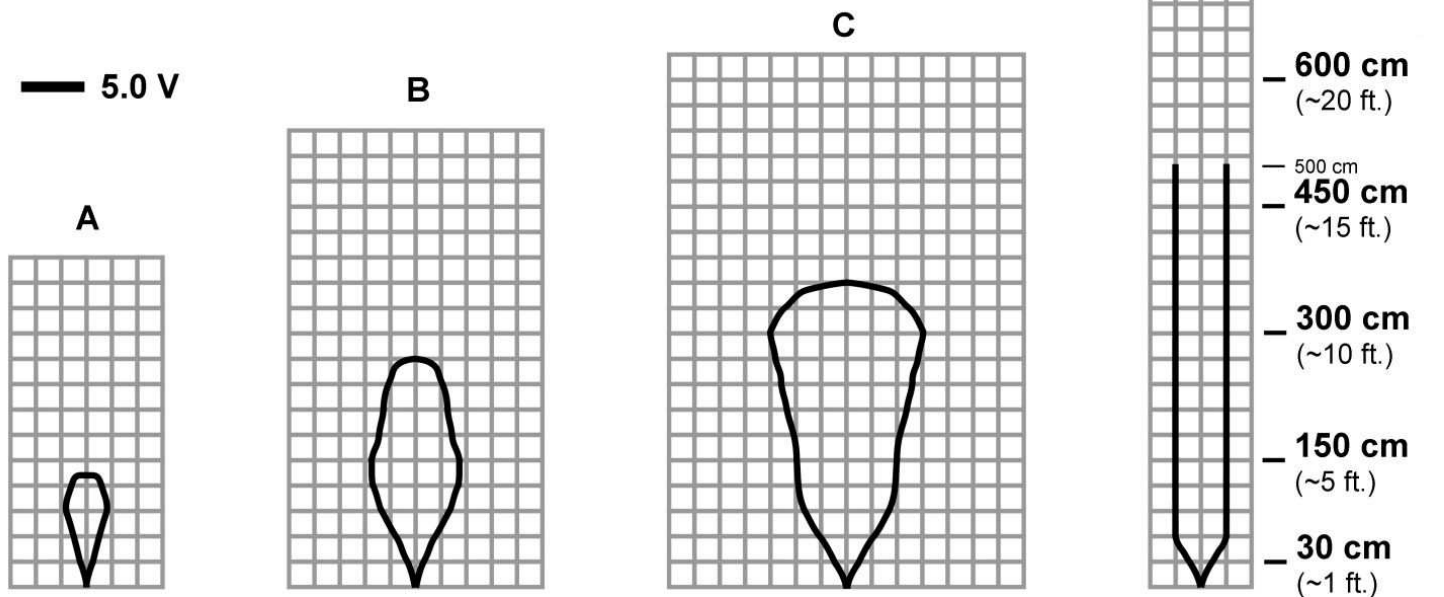 5.0 V
A
B
C
600 cm
(~20 ft.)
500 cm
450 cm
(~15 ft.)
300 cm
(~10 ft.)
150 cm
(~5 ft.)
30 cm
(~1 ft.)